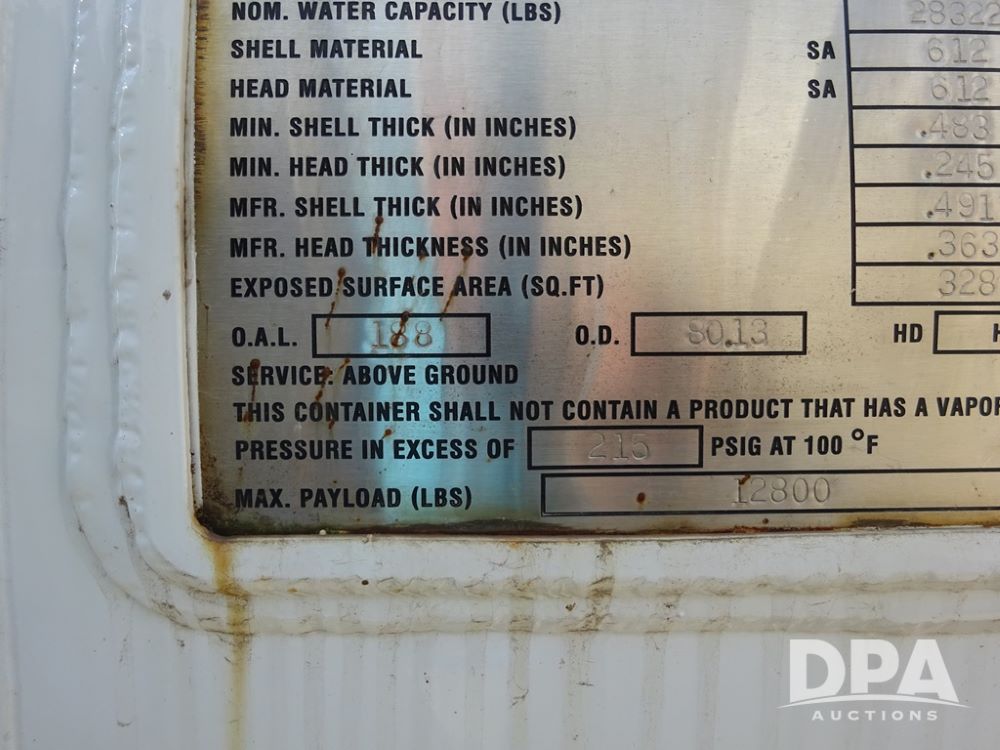 NOM. WATER CAPACITY (LBS) 28322
SHELL MATERIAL SA 612
HEAD MATERIAL SA 612
MIN. SHELL THICK (IN INCHES) .483
MIN. HEAD THICK (IN INCHES) .245
MFR. SHELL THICK (IN INCHES) .491
MFR. HEAD THICKNESS (IN INCHES) .363
EXPOSED SURFACE AREA (SQ.FT) 328
O.A.L. 188 O.D. 80.13 HD
SERVICE: ABOVE GROUND
THIS CONTAINER SHALL NOT CONTAIN A PRODUCT THAT HAS A VAPOR
PRESSURE IN EXCESS OF 215 PSIG AT 100 °F
MAX. PAYLOAD (LBS) 12800
DPA
AUCTIONS